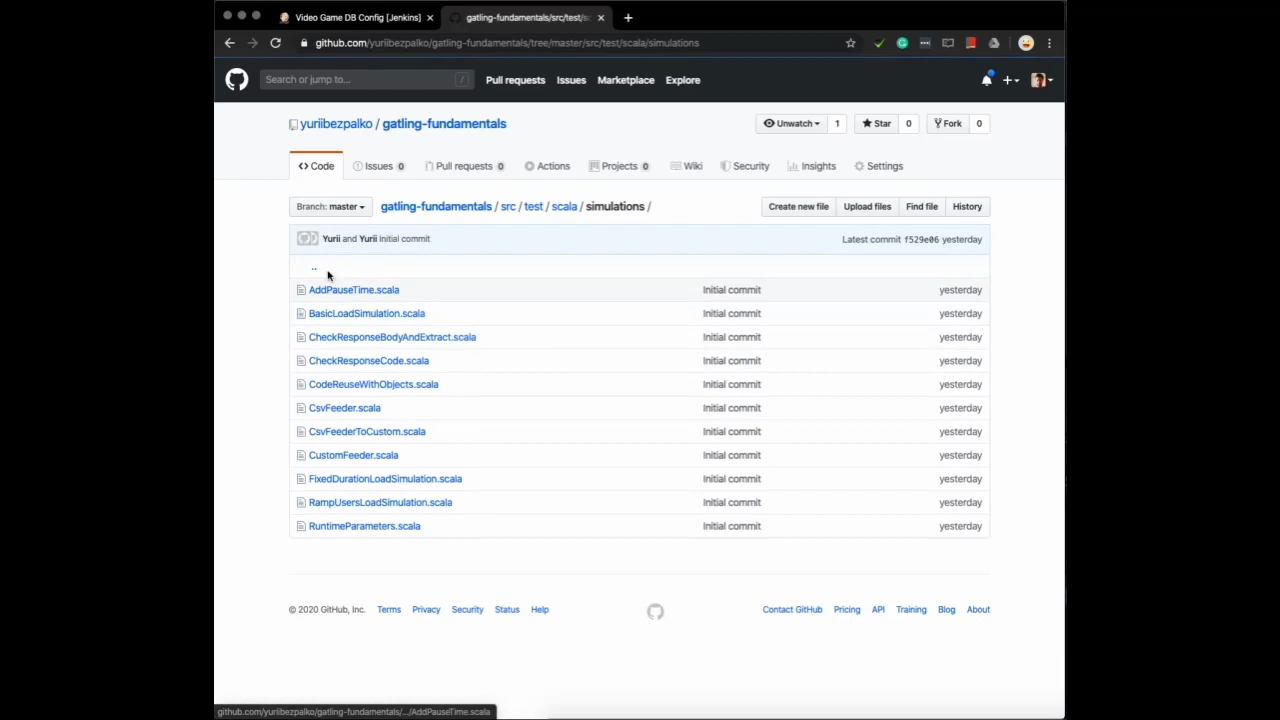 Video Game DB Config [Jenkins]
gatling-fundamentals/src/test/s
github.com/yuriibezpalko/gatling-fundamentals/tree/master/src/test/scala/simulations
Search or jump to... /
Pull requests Issues Marketplace Explore
yuriibezpalko / gatling-fundamentals
Unwatch 1 Star 0 Fork 0
Code Issues 0 Pull requests 0 Actions Projects 0 Wiki Security Insights Settings
Branch: master gatling-fundamentals / src / test / scala / simulations / Create new file Upload files Find file History
Yurii and Yurii Initial commit Latest commit f529e06 yesterday
..
AddPauseTime.scala Initial commit yesterday
BasicLoadSimulation.scala Initial commit yesterday
CheckResponseBodyAndExtract.scala Initial commit yesterday
CheckResponseCode.scala Initial commit yesterday
CodeReuseWithObjects.scala Initial commit yesterday
CsvFeeder.scala Initial commit yesterday
CsvFeederToCustom.scala Initial commit yesterday
CustomFeeder.scala Initial commit yesterday
FixedDurationLoadSimulation.scala Initial commit yesterday
RampUsersLoadSimulation.scala Initial commit yesterday
RuntimeParameters.scala Initial commit yesterday
© 2020 GitHub, Inc. Terms Privacy Security Status Help Contact GitHub Pricing API Training Blog About
github.com/yuriibezpalko/gatling-fundamentals/.../AddPauseTime.scala